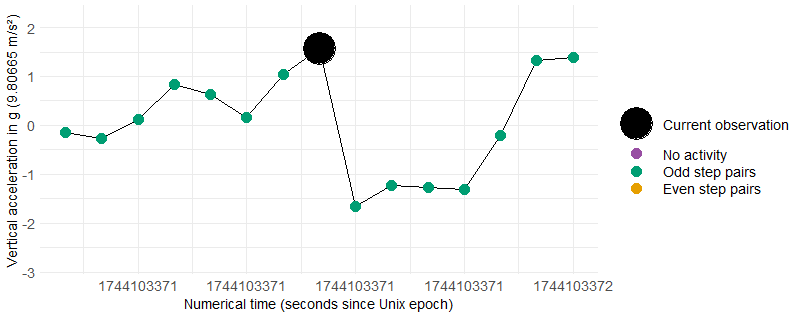 Vertical acceleration in g (9.80665 m/s²)
2
1
0
-1
-2
-3
1744103371 1744103371 1744103371 1744103371 1744103372
Numerical time (seconds since Unix epoch)
Current observation
No activity
Odd step pairs
Even step pairs